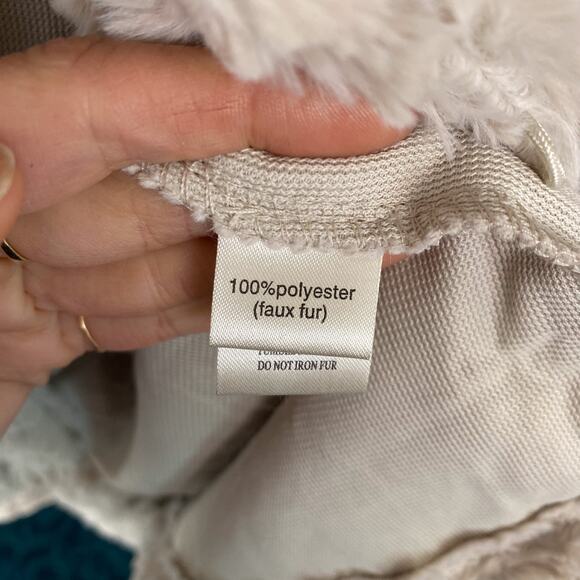 100%polyester
(faux fur)
DO NOT IRON FUR